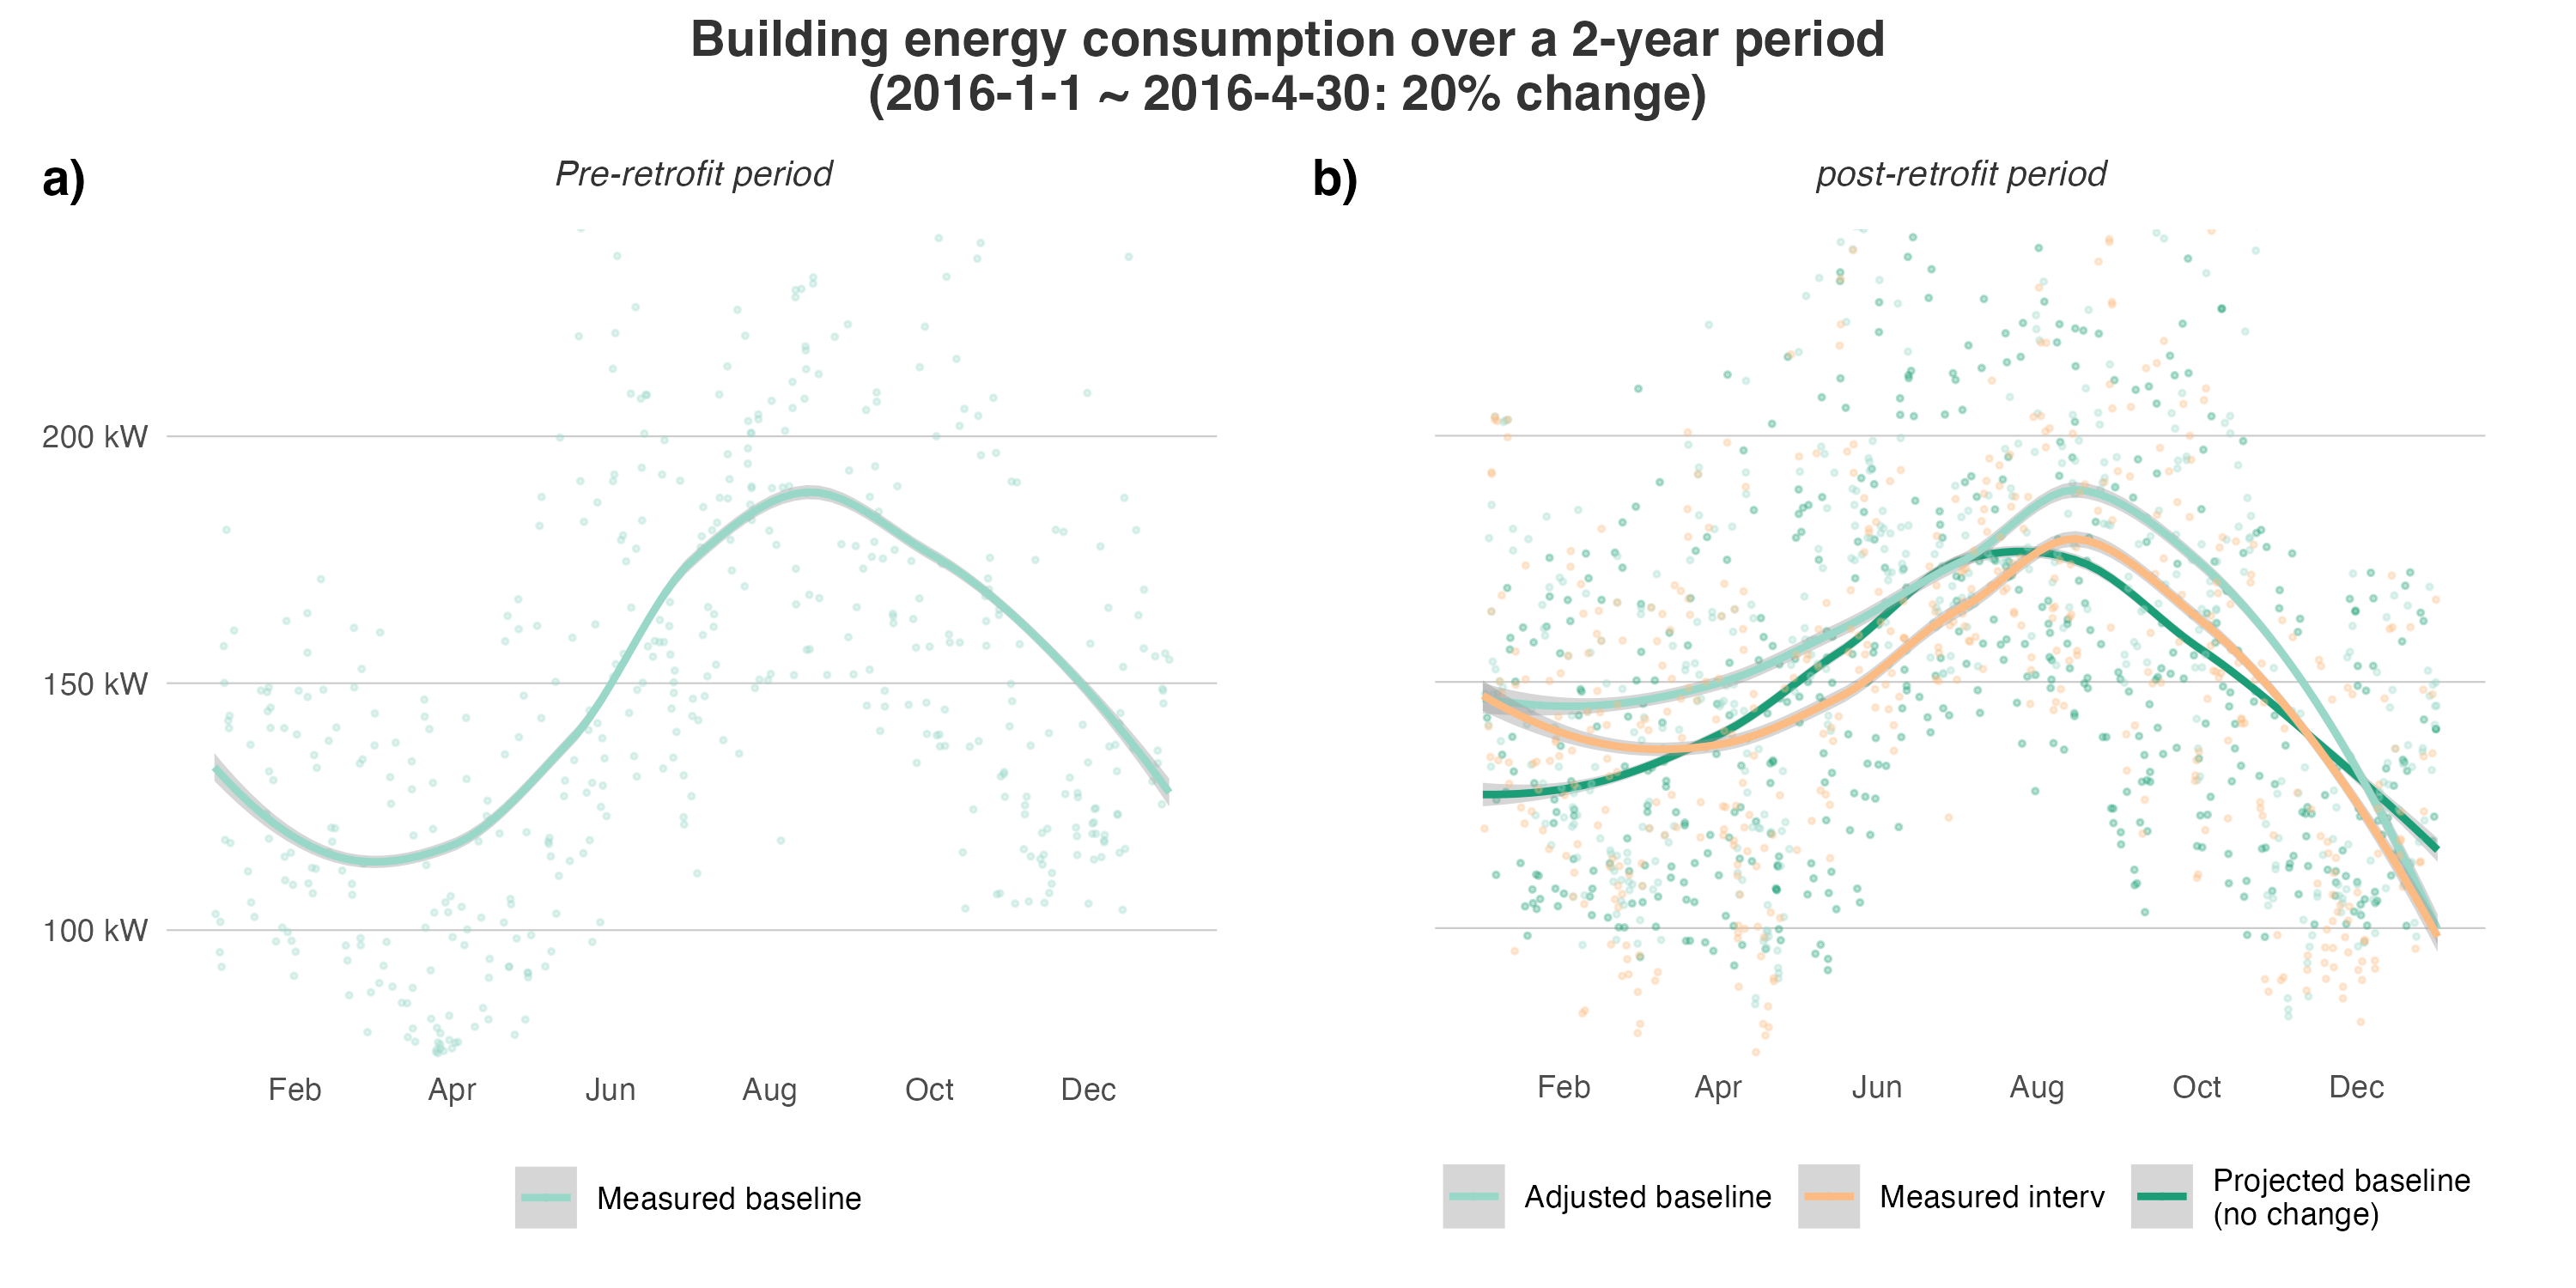 Building energy consumption over a 2-year period
(2016-1-1 ~ 2016-4-30: 20% change)
a)
Pre-retrofit period
200 kW
150 kW
100 kW
Feb Apr Jun Aug Oct Dec
Measured baseline
b)
post-retrofit period
Feb Apr Jun Aug Oct Dec
Adjusted baseline
Measured interv
Projected baseline
(no change)